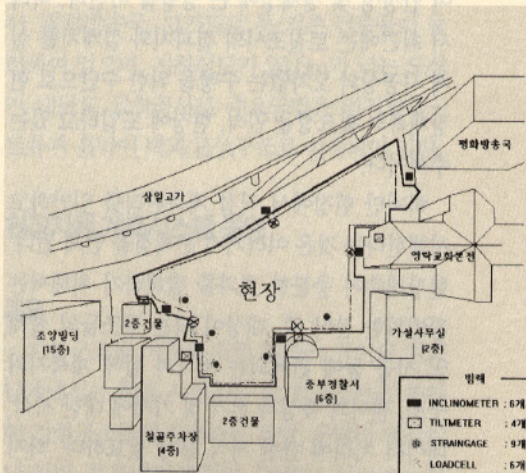 평화방송국
삼일고가
영락교회본전
현장
2층건물
조양빌딩
(15층)
가설사무실
(2층)
중부경찰서
(6층)
철골주차장
(4층)
2층건물
범례
INCLINOMETER : 6개
TILTMETER : 4개
STRAINGAGE : 9개
LOADCELL : 6개